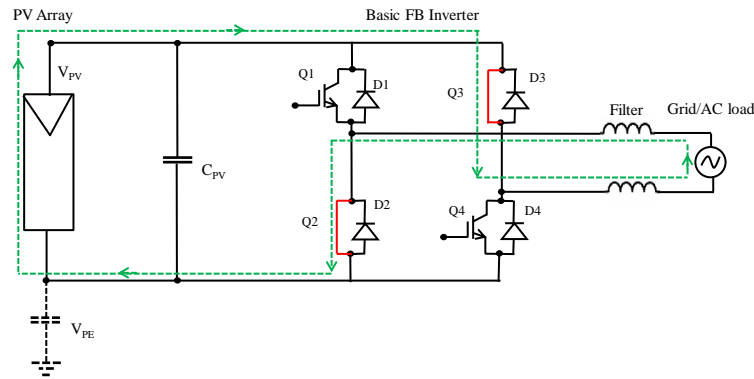 PV Array
Basic FB Inverter
V_PV
Q1
D1
Q3
D3
Filter
Grid/AC load
C_PV
Q2
D2
Q4
D4
V_PE